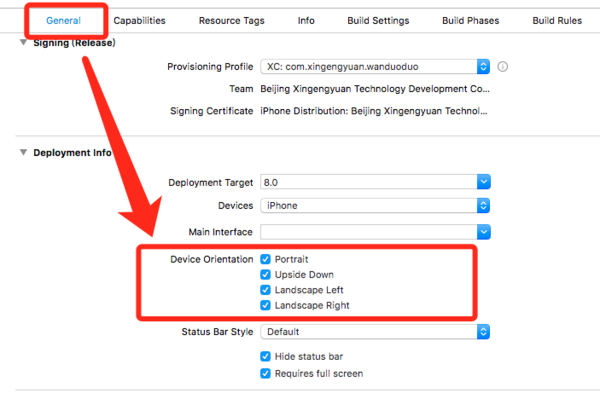 General Capabilities Resource Tags Info Build Settings Build Phases Build Rules
Signing (Release)
Provisioning Profile XC: com.xingengyuan.wanduoduo
Team Beijing Xingengyuan Technology Development Co...
Signing Certificate iPhone Distribution: Beijing Xingengyuan Technol...
Deployment Info
Deployment Target 8.0
Devices iPhone
Main Interface
Device Orientation Portrait
Upside Down
Landscape Left
Landscape Right
Status Bar Style Default
Hide status bar
Requires full screen